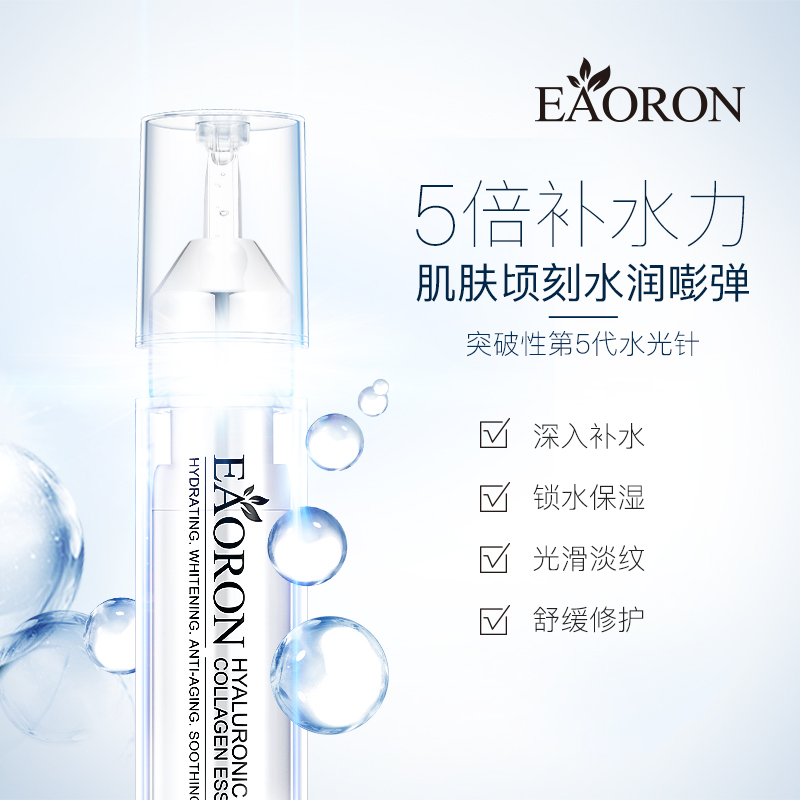 EAORON
5倍补水力
肌肤顷刻水润嘭弹
突破性第5代水光针
深入补水
锁水保湿
光滑淡纹
舒缓修护
EAORON
HYALURONIC
COLLAGEN ESS
HYDRATING. WHITENING. ANTI-AGING. SOOTHING